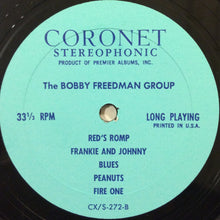 CORONET
STEREOPHONIC
PRODUCT OF PREMIER ALBUMS, INC.
The BOBBY FREEDMAN GROUP
33⅓ RPM LONG PLAYING
PRINTED IN U.S.A.
RED'S ROMP
FRANKIE AND JOHNNY
BLUES
PEANUTS
FIRE ONE
CX/S-272-B